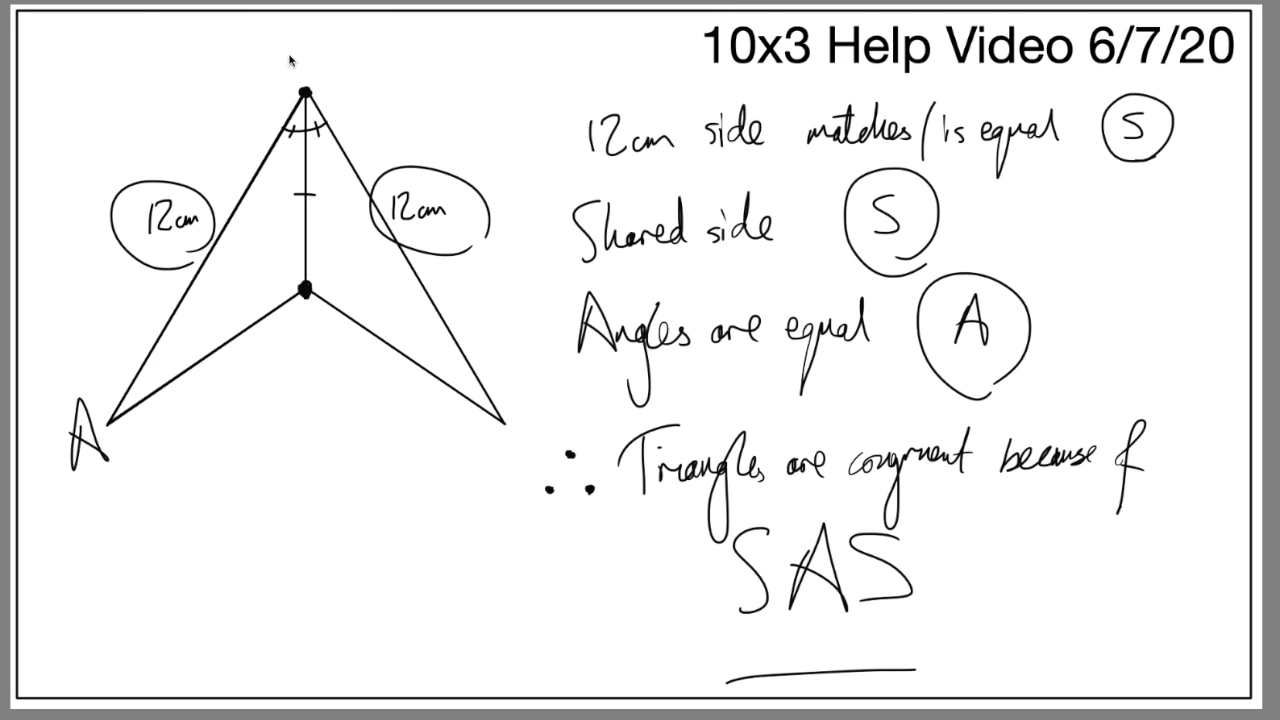 10x3 Help Video 6/7/20
12cm side matches/is equal S
12cm
12cm
Shared side S
Angles are equal A
A
∴ Triangles are congruent because of
SAS